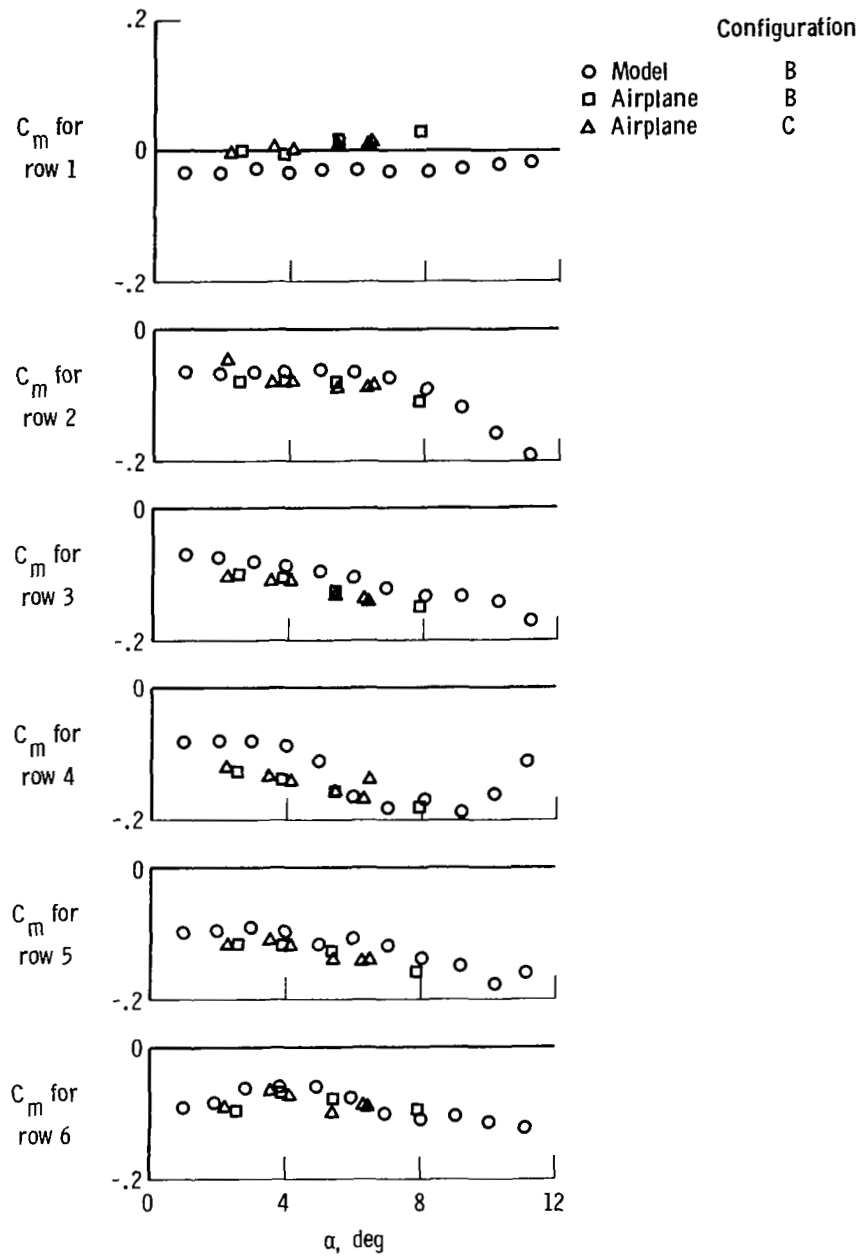 Configuration
○ Model B
□ Airplane B
△ Airplane C
.2
C_m for
row 1
0
-.2
0
C_m for
row 2
-.2
0
C_m for
row 3
-.2
0
C_m for
row 4
-.2
0
C_m for
row 5
-.2
0
C_m for
row 6
-.2
0 4 8 12
α, deg